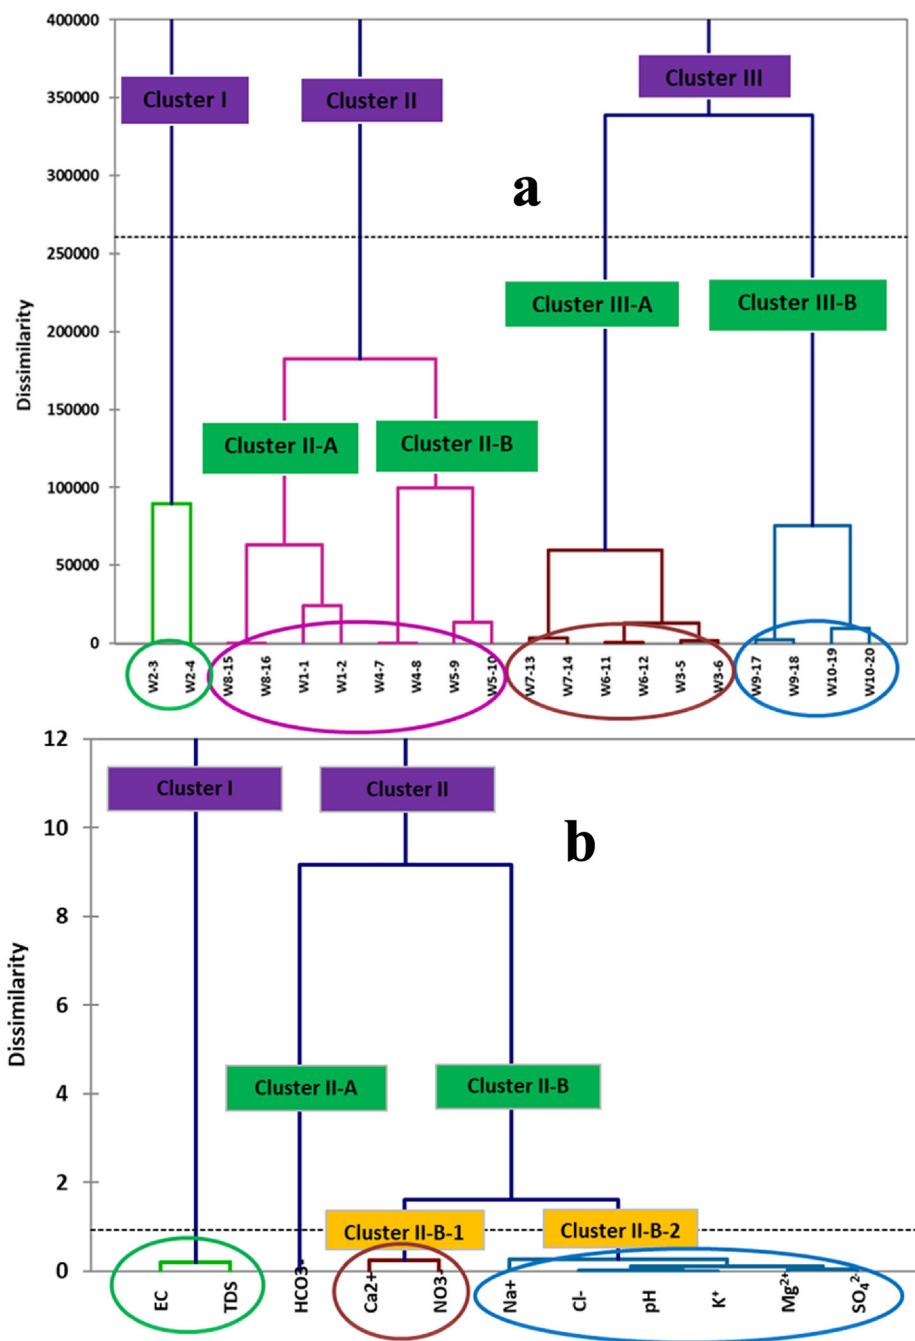 400000
Cluster I
Cluster II
Cluster III
350000
300000
a
250000
Cluster III-A
Cluster III-B
200000
Dissimilarity
150000
Cluster II-A
Cluster II-B
100000
50000
0
W2-3
W2-4
W8-15
W8-16
W1-1
W1-2
W4-7
W4-8
W5-9
W5-10
W7-13
W7-14
W6-11
W6-12
W3-5
W3-6
W9-17
W9-18
W10-19
W10-20
12
Cluster I
Cluster II
10
b
8
Dissimilarity
6
4
Cluster II-A
Cluster II-B
2
Cluster II-B-1
Cluster II-B-2
0
EC
TDS
HCO3
Ca2+
NO3-
Na+
Cl-
pH
K+
Mg2+
SO₄²⁻